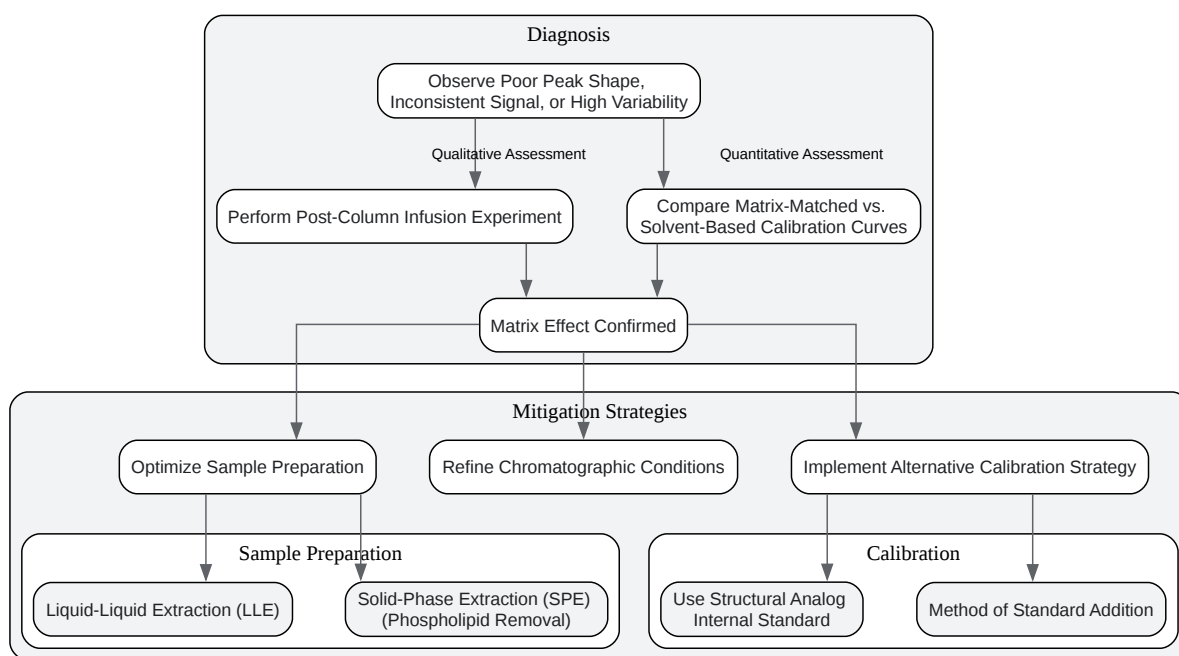 Diagnosis
Observe Poor Peak Shape,
Inconsistent Signal, or High Variability
Qualitative Assessment
Quantitative Assessment
Perform Post-Column Infusion Experiment
Compare Matrix-Matched vs.
Solvent-Based Calibration Curves
Matrix Effect Confirmed
Mitigation Strategies
Optimize Sample Preparation
Refine Chromatographic Conditions
Implement Alternative Calibration Strategy
Sample Preparation
Calibration
Liquid-Liquid Extraction (LLE)
Solid-Phase Extraction (SPE)
(Phospholipid Removal)
Use Structural Analog
Internal Standard
Method of Standard Addition